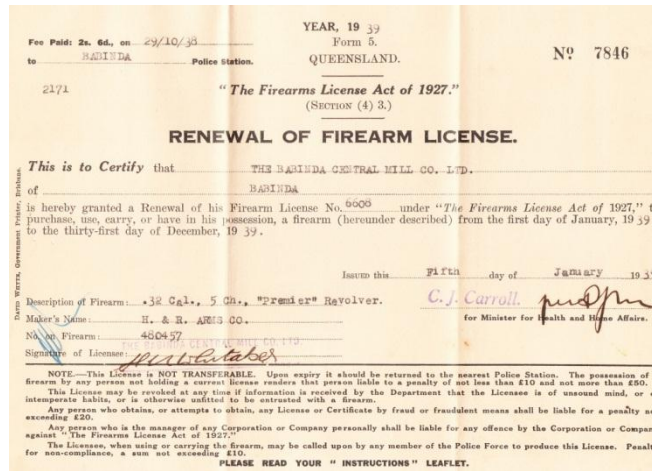 YEAR, 19 39
Fee Paid: 2s. 6d., on 29/10/38
Form 5.
to BABINDA Police Station.
QUEENSLAND.
No 7846
2171
"The Firearms License Act of 1927."
(SECTION (4) 3.)
RENEWAL OF FIREARM LICENSE.
This is to Certify that THE BABINDA CENTRAL MILL CO. LTD.
of BABINDA
is hereby granted a Renewal of his Firearm License No. 6608 under "The Firearms License Act of 1927,"
purchase, use, carry, or have in his possession, a firearm (hereunder described) from the first day of January, 1939
to the thirty-first day of December, 19 39.
ISSUED this Fifth day of January 193
Description of Firearm: .32 Cal., 5 Ch., "Premier" Revolver.
C. J. Carroll.
Maker's Name: H. & R. ARMS CO.
for Minister for Health and Home Affairs.
No. on Firearm: 480457
THE BABINDA CENTRAL MILL CO. LTD.
Signature of Licensee:
NOTE.—This License is NOT TRANSFERABLE. Upon expiry it should be returned to the nearest Police Station. The possession of
firearm by any person not holding a current license renders that person liable to a penalty of not less than £10 and not more than £50.
This License may be revoked at any time if information is received by the Department that the Licensee is of unsound mind, or
intemperate habits, or is otherwise unfitted to be entrusted with a firearm.
Any person who obtains, or attempts to obtain, any License or Certificate by fraud or fraudulent means shall be liable for a penalty
exceeding £20.
Any person who is the manager of any Corporation or Company personally shall be liable for any offence by the Corporation or
against "The Firearms License Act of 1927."
The Licensee, when using or carrying the firearm, may be called upon by any member of the Police Force to produce this License.
for non-compliance, a sum not exceeding £10.
PLEASE READ YOUR "INSTRUCTIONS" LEAFLET.
DAVID WHYTE, Government Printer, Brisbane.